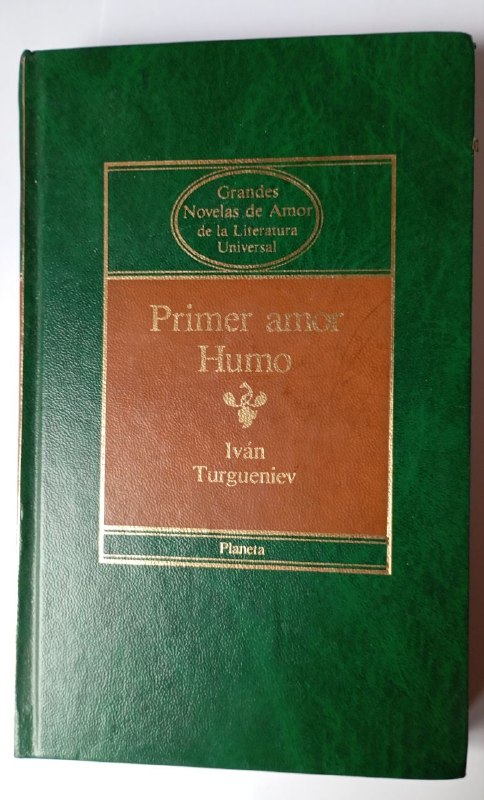 Grandes
Novelas de Amor
de la Literatura
Universal
Primer amor
Humo
Iván
Turgueniev
Planeta